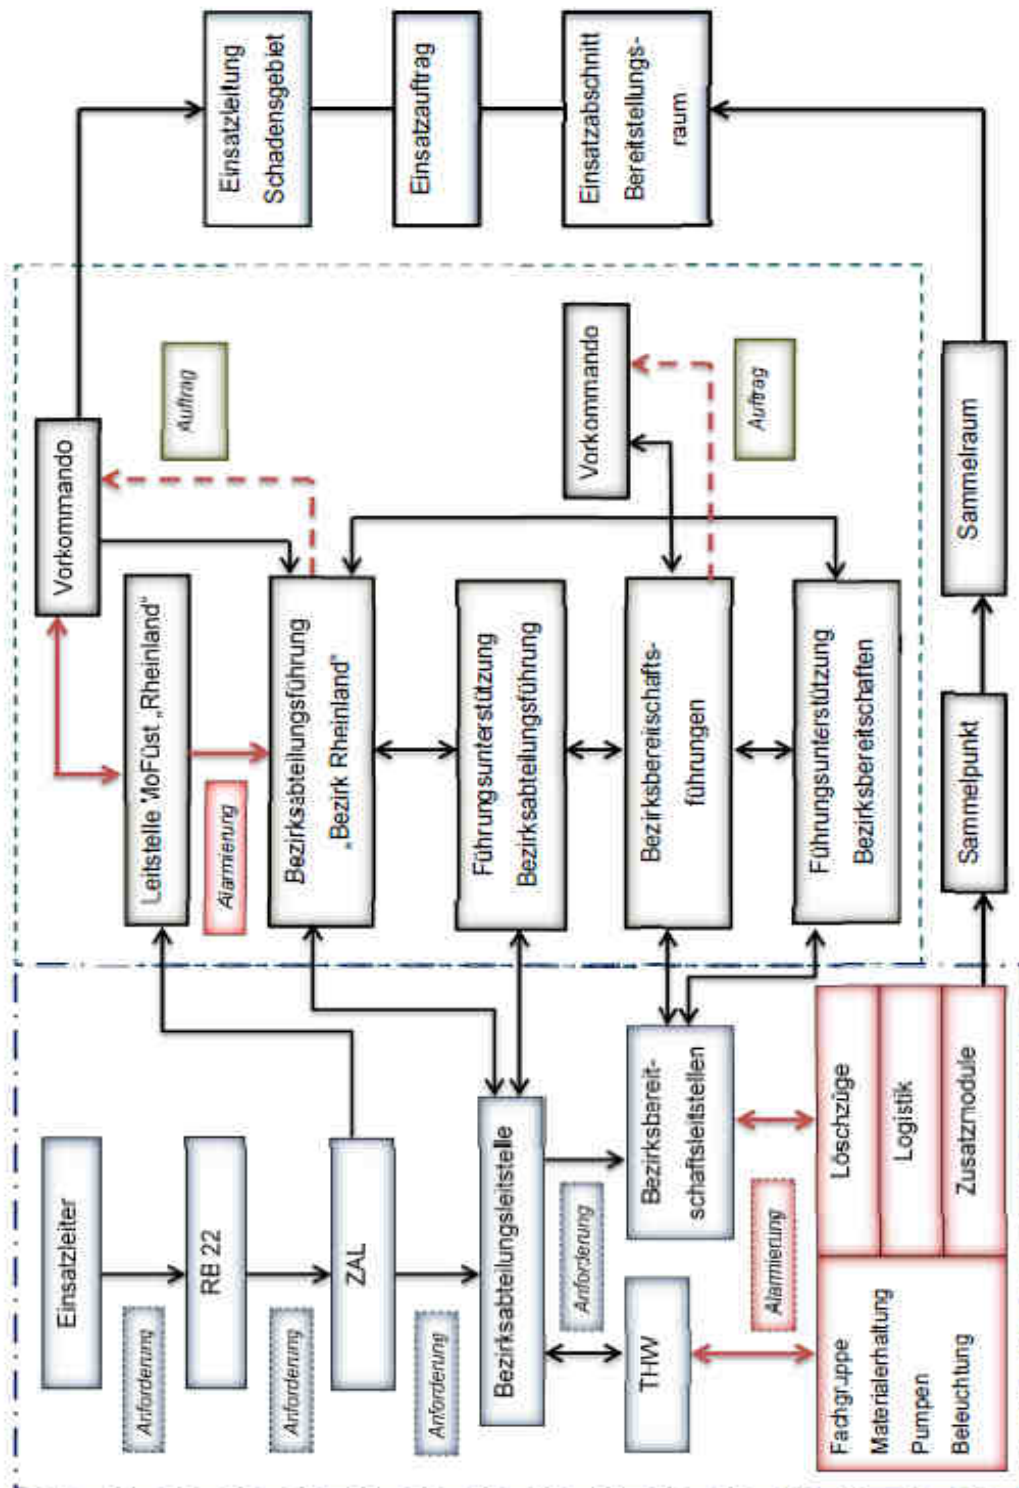 Einsatzleiter
Anforderung
RB 22
Anforderung
ZAL
Anforderung
Bezirksabteilungsleitstelle
Anforderung
THW
Bezirksbereit-
schaftsleitstellen
Alarmierung
Fachgruppe
Materialerhaltung
Pumpen
Beleuchtung
Löschzüge
Logistik
Zusatzmodule
Vorkommando
Leitstelle MoFüst „Rheinland“
Alarmierung
Auftrag
Bezirksabteilungsführung
„Bezirk Rheinland“
Führungsunterstützung
Bezirksabteilungsführung
Vorkommando
Bezirksbereitschafts-
führungen
Auftrag
Führungsunterstützung
Bezirksbereitschaften
Sammelpunkt
Sammelraum
Einsatzleitung
Schadensgebiet
Einsatzauftrag
Einsatzabschnitt
Bereitstellungs-
raum